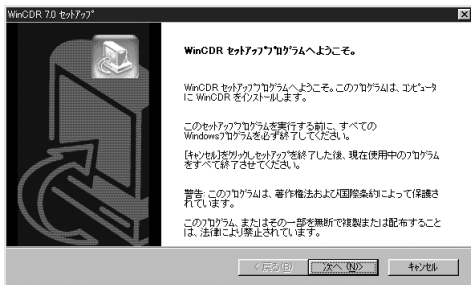 WinCDR 7.0 ｾｯﾄｱｯﾌﾟ
WinCDR ｾｯﾄｱｯﾌﾟﾌﾟﾛｸﾞﾗﾑへようこそ。
WinCDR ｾｯﾄｱｯﾌﾟﾌﾟﾛｸﾞﾗﾑへようこそ。このﾌﾟﾛｸﾞﾗﾑは、ｺﾝﾋﾟｭｰﾀ
に WinCDR をｲﾝｽﾄｰﾙします。
このｾｯﾄｱｯﾌﾟﾌﾟﾛｸﾞﾗﾑを実行する前に、すべての
Windowsﾌﾟﾛｸﾞﾗﾑを必ず終了してください。
[ｷｬﾝｾﾙ]をｸﾘｯｸしｾｯﾄｱｯﾌﾟを終了した後、現在使用中のﾌﾟﾛｸﾞﾗﾑ
をすべて終了させてください。
警告: このﾌﾟﾛｸﾞﾗﾑは、著作権法および国際条約によって保護さ
れています。
このﾌﾟﾛｸﾞﾗﾑ、またはその一部を無断で複製または配布すること
は、法律により禁止されています。
< 戻る(B) 次へ (N)> ｷｬﾝｾﾙ